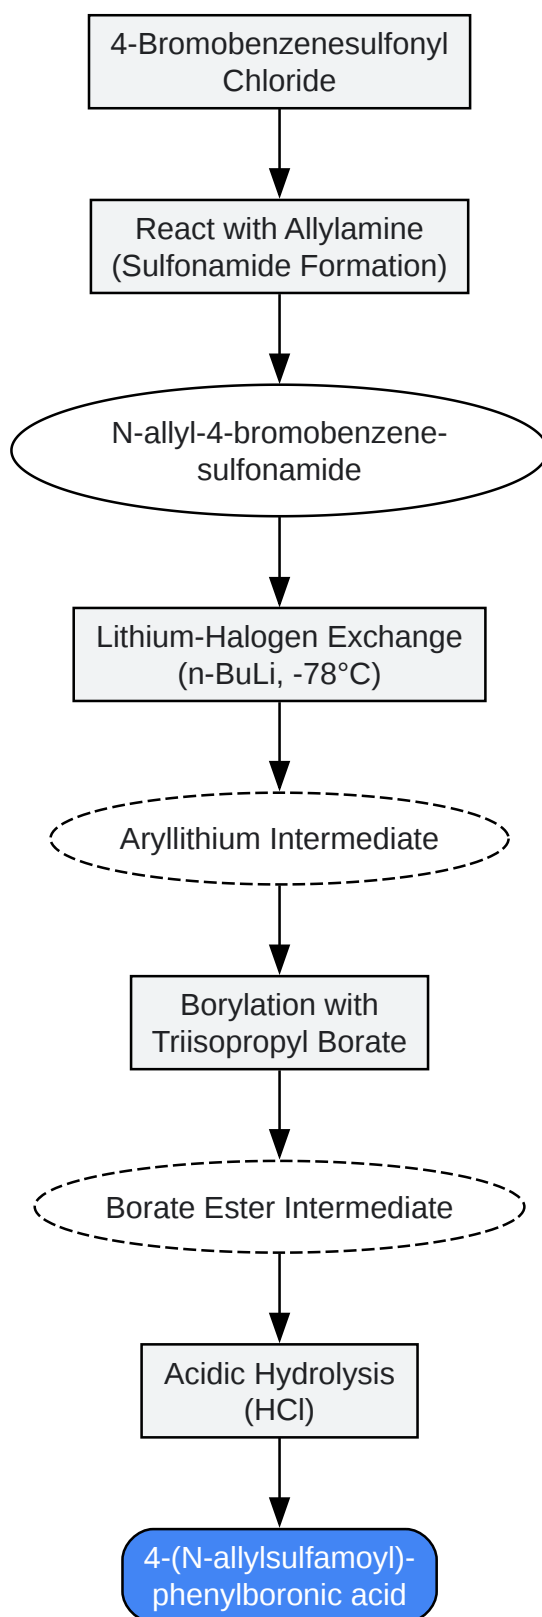 4-Bromobenzenesulfonyl
Chloride
React with Allylamine
(Sulfonamide Formation)
N-allyl-4-bromobenzene-
sulfonamide
Lithium-Halogen Exchange
(n-BuLi, -78°C)
Aryllithium Intermediate
Borylation with
Triisopropyl Borate
Borate Ester Intermediate
Acidic Hydrolysis
(HCl)
4-(N-allylsulfamoyl)-
phenylboronic acid